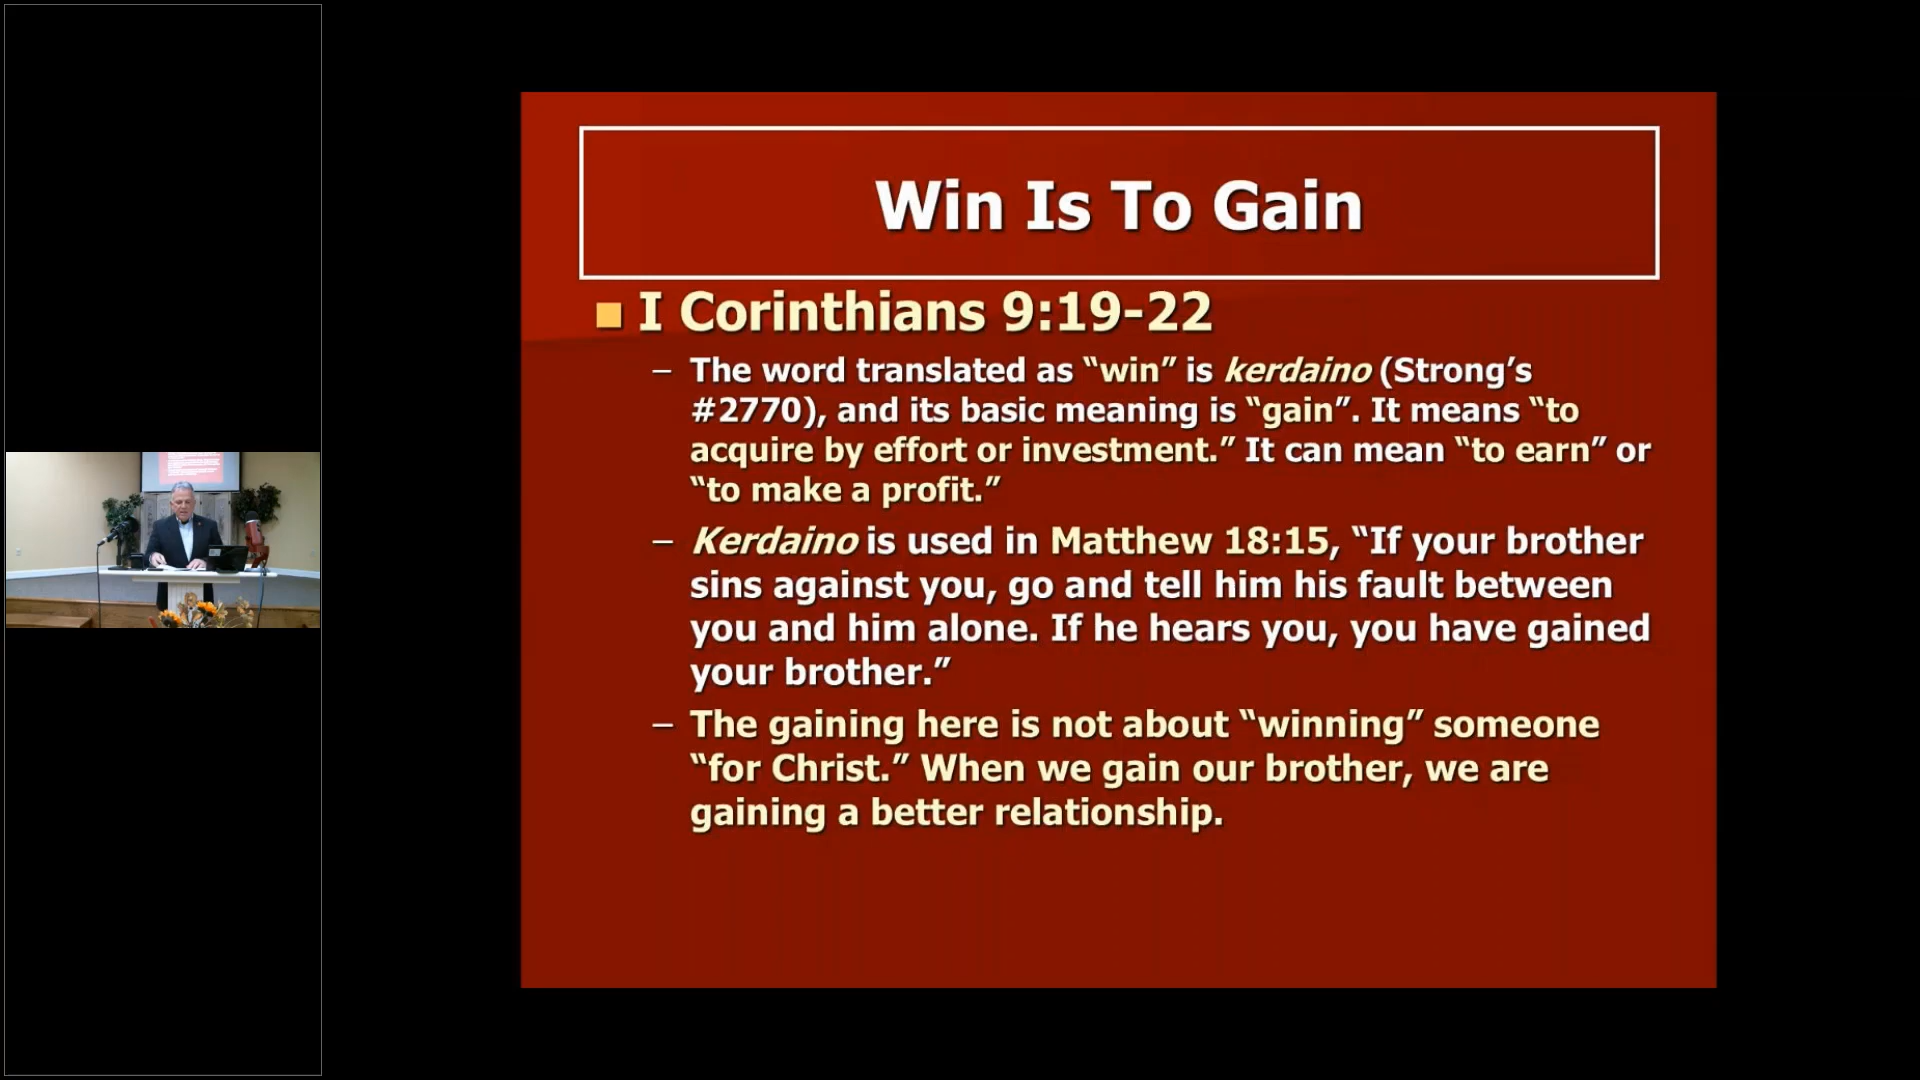 Win Is To Gain
I Corinthians 9:19-22
– The word translated as “win” is kerdaino (Strong’s
#2770), and its basic meaning is “gain”. It means “to
acquire by effort or investment.” It can mean “to earn” or
“to make a profit.”
– Kerdaino is used in Matthew 18:15, “If your brother
sins against you, go and tell him his fault between
you and him alone. If he hears you, you have gained
your brother.”
– The gaining here is not about “winning” someone
“for Christ.” When we gain our brother, we are
gaining a better relationship.